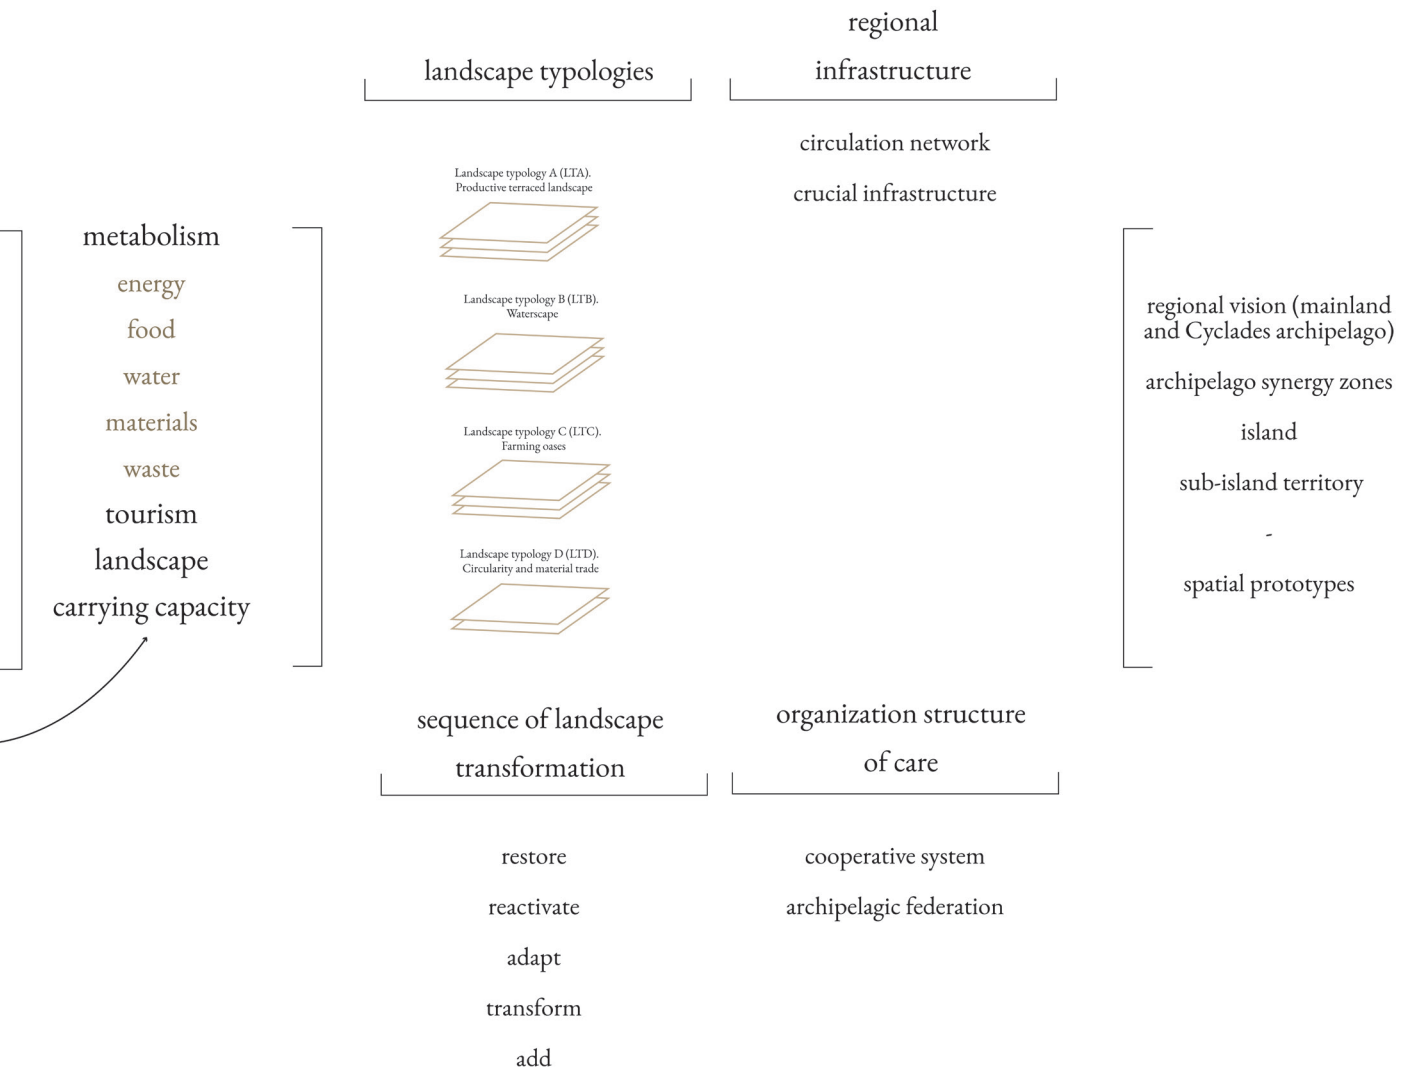 metabolism
energy
food
water
materials
waste
tourism
landscape
carrying capacity
landscape typologies
Landscape typology A (LTA).
Productive terraced landscape
Landscape typology B (LTB).
Waterscape
Landscape typology C (LTC).
Farming oases
Landscape typology D (LTD).
Circularity and material trade
regional
infrastructure
circulation network
crucial infrastructure
sequence of landscape
transformation
restore
reactivate
adapt
transform
add
organization structure
of care
cooperative system
archipelagic federation
regional vision (mainland
and Cyclades archipelago)
archipelago synergy zones
island
sub-island territory
-
spatial prototypes